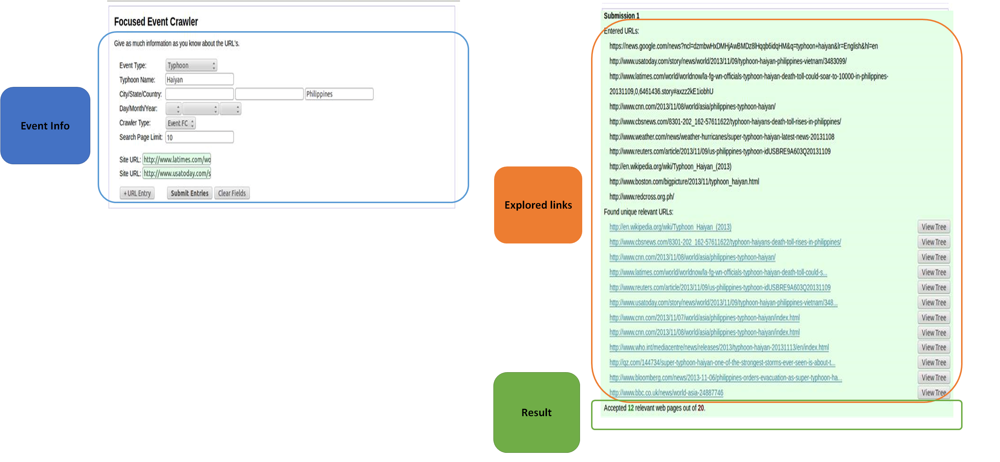 Focused Event Crawler
Give as much information as you know about the URL's.
Event Type: Typhoon
Typhoon Name: Haiyan
City/State/Country: Philippines
Day/Month/Year:
Crawler Type: Event FC
Search Page Limit: 10
Site URL: http://www.latimes.com/wo
Site URL: http://www.usatoday.com/s
+ URL Entry Submit Entries Clear Fields
Event Info
Submission 1
Entered URLs:
https://news.google.com/news?ncl=dzmbwHxDMHjAwBMDz8lHqqb6idqHM&q=typhoon+haiyan&lr=English&hl=en
http://www.usatoday.com/story/news/world/2013/11/09/typhoon-haiyan-philippines-vietnam/3483099/
http://www.latimes.com/world/worldnow/la-fg-wn-officials-typhoon-haiyan-death-toll-could-soar-to-10000-in-philippines-
20131109,0,6461436.story#axzz2kE1iobhU
http://www.cnn.com/2013/11/08/world/asia/philippines-typhoon-haiyan/
http://www.cbsnews.com/8301-202_162-57611622/typhoon-haiyans-death-toll-rises-in-philippines/
http://www.weather.com/news/weather-hurricanes/super-typhoon-haiyan-latest-news-20131108
http://www.reuters.com/article/2013/11/09/us-philippines-typhoon-idUSBRE9A603Q20131109
http://en.wikipedia.org/wiki/Typhoon_Haiyan_(2013)
http://www.boston.com/bigpicture/2013/11/typhoon_haiyan.html
http://www.redcross.org.ph/
Found unique relevant URLs:
http://en.wikipedia.org/wiki/Typhoon_Haiyan_(2013) View Tree
http://www.cbsnews.com/8301-202_162-57611622/typhoon-haiyans-death-toll-rises-in-philippines/ View Tree
http://www.cnn.com/2013/11/08/world/asia/philippines-typhoon-haiyan/ View Tree
http://www.latimes.com/world/worldnow/la-fg-wn-officials-typhoon-haiyan-death-toll-could-s... View Tree
http://www.reuters.com/article/2013/11/09/us-philippines-typhoon-idUSBRE9A603Q20131109 View Tree
http://www.usatoday.com/story/news/world/2013/11/09/typhoon-haiyan-philippines-vietnam/348... View Tree
http://www.cnn.com/2013/11/07/world/asia/philippines-typhoon-haiyan/index.html View Tree
http://www.cnn.com/2013/11/08/world/asia/philippines-typhoon-haiyan/index.html View Tree
http://www.who.int/mediacentre/news/releases/2013/typhoon-haiyan-20131113/en/index.html View Tree
http://qz.com/144734/super-typhoon-haiyan-one-of-the-strongest-storms-ever-seen-is-about-t... View Tree
http://www.bloomberg.com/news/2013-11-06/philippines-orders-evacuation-as-super-typhoon-ha... View Tree
http://www.bbc.co.uk/news/world-asia-24887746 View Tree
Explored links
Accepted 12 relevant web pages out of 20.
Result